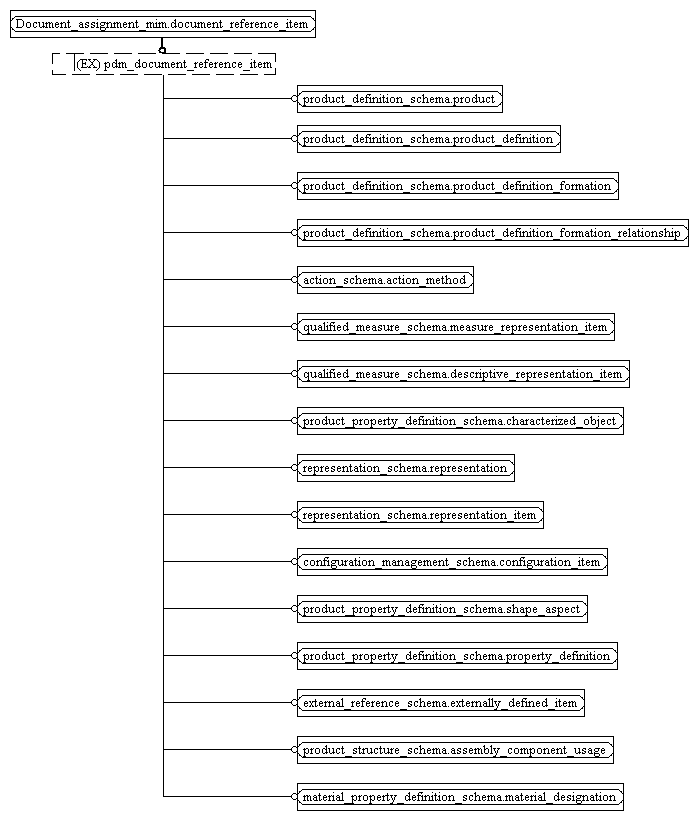 Document_assignment_mim.document_reference_item
(EX) pdm_document_reference_item
product_definition_schema.product
product_definition_schema.product_definition
product_definition_schema.product_definition_formation
product_definition_schema.product_definition_formation_relationship
action_schema.action_method
qualified_measure_schema.measure_representation_item
qualified_measure_schema.descriptive_representation_item
product_property_definition_schema.characterized_object
representation_schema.representation
representation_schema.representation_item
configuration_management_schema.configuration_item
product_property_definition_schema.shape_aspect
product_property_definition_schema.property_definition
external_reference_schema.externally_defined_item
product_structure_schema.assembly_component_usage
material_property_definition_schema.material_designation